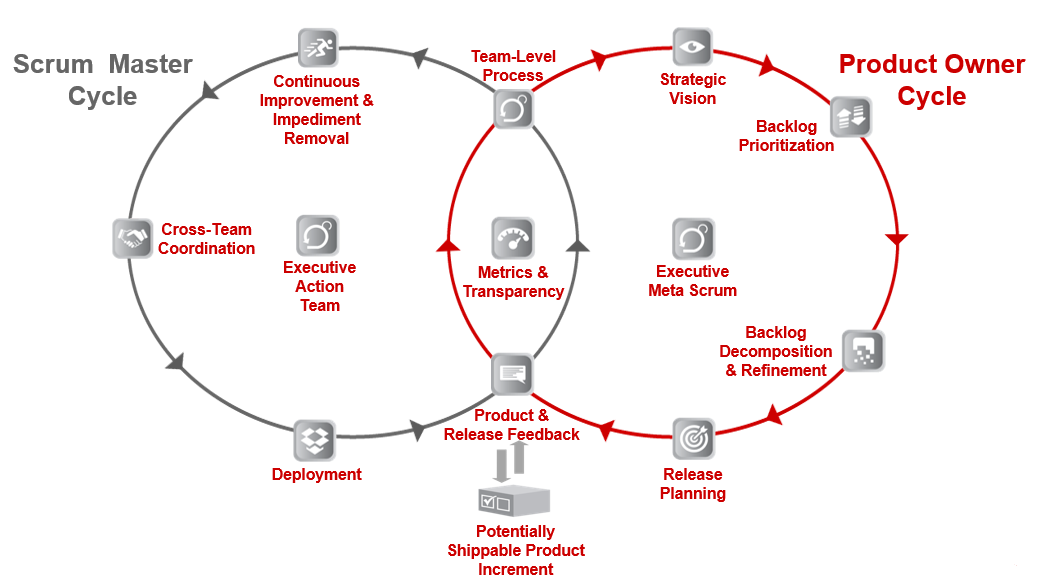 Scrum Master
Cycle
Continuous
Improvement &
Impediment
Removal
Team-Level
Process
Strategic
Vision
Product Owner
Cycle
Backlog
Prioritization
Cross-Team
Coordination
Executive
Action
Team
Metrics &
Transparency
Executive
Meta Scrum
Backlog
Decomposition
& Refinement
Product &
Release Feedback
Deployment
Release
Planning
Potentially
Shippable Product
Increment